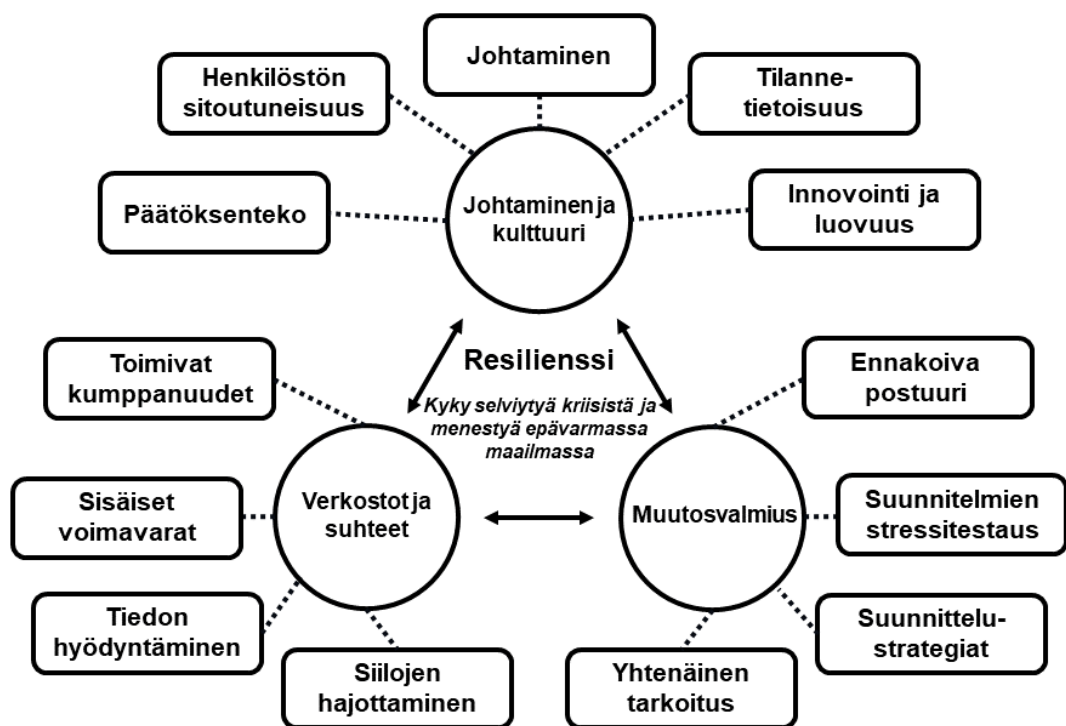 Johtaminen
Henkilöstön
sitoutuneisuus
Tilanne-
tietoisuus
Päätöksenteko
Johtaminen ja
kulttuuri
Innovointi ja
luovuus
Resilienssi
Kyky selviytyä kriisistä ja
menestyä epävarmassa
maailmassa
Toimivat
kumppanuudet
Ennakoiva
postuuri
Sisäiset
voimavarat
Verkostot ja
suhteet
Muutosvalmius
Suunnitelmien
stressitestaus
Tiedon
hyödyntäminen
Siilojen
hajottaminen
Yhtenäinen
tarkoitus
Suunnittelu-
strategiat